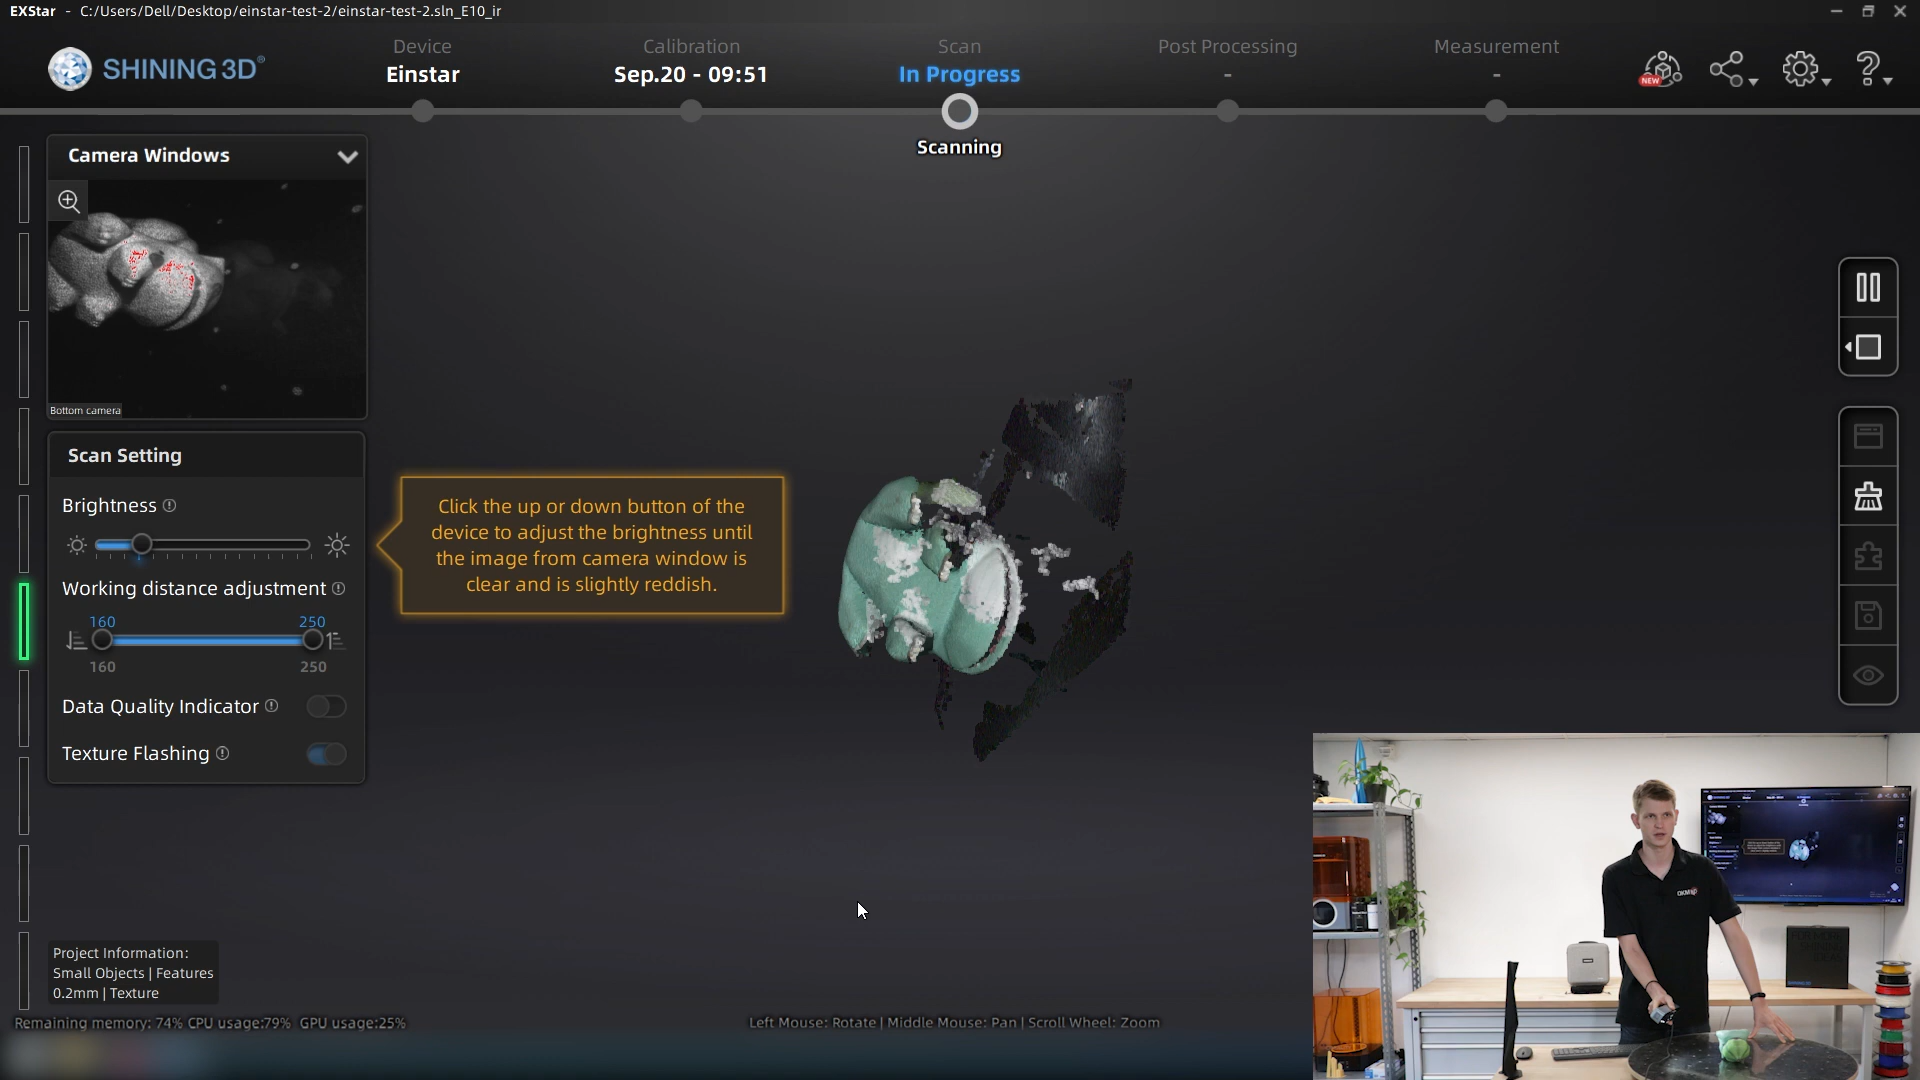 EXStar - C:/Users/Dell/Desktop/einstar-test-2/einstar-test-2.sln_E10_ir
SHINING 3D®
Device
Einstar
Calibration
Sep.20 - 09:51
Scan
In Progress
Scanning
Post Processing
-
Measurement
-
NEW
Camera Windows
Bottom camera
Scan Setting
Brightness
Working distance adjustment
160 250
160 250
Data Quality Indicator
Texture Flashing
Click the up or down button of the
device to adjust the brightness until
the image from camera window is
clear and is slightly reddish.
Project Information:
Small Objects | Features
0.2mm | Texture
Remaining memory: 74% CPU usage:79% GPU usage:25%
Left Mouse: Rotate | Middle Mouse: Pan | Scroll Wheel: Zoom